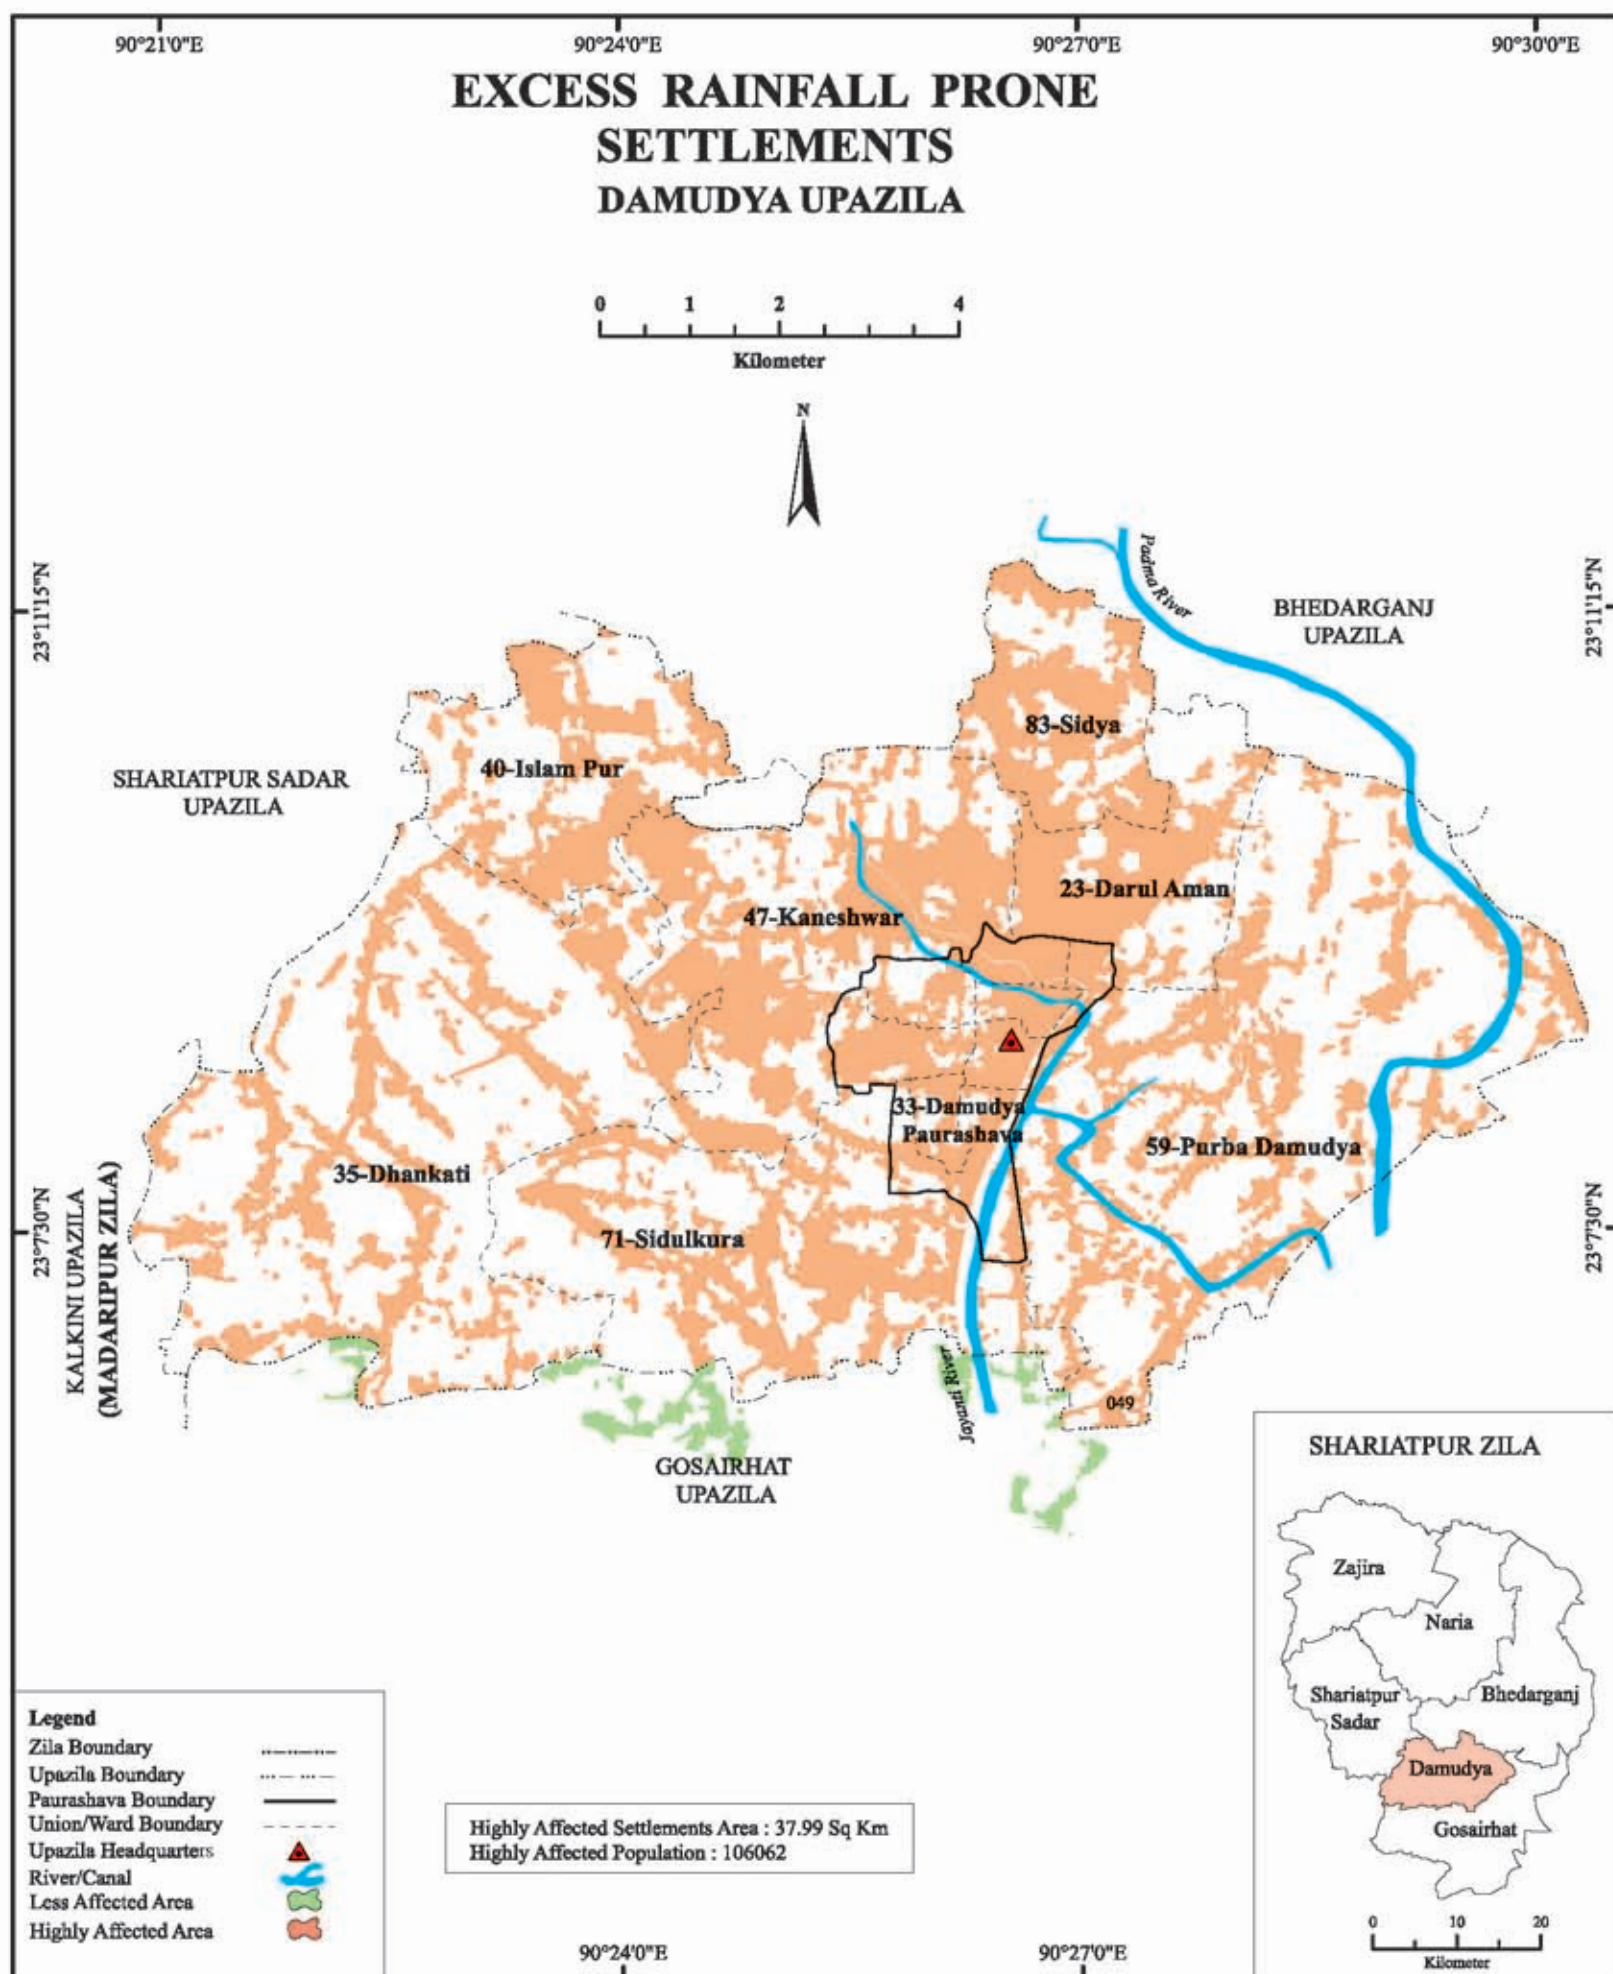 90°21'0"E
90°24'0"E
90°27'0"E
90°30'0"E
EXCESS RAINFALL PRONE
SETTLEMENTS
DAMUDYA UPAZILA
0 1 2 4
Kilometer
N
23°11'15"N
23°11'15"N
Padma River
BHEDARGANJ
UPAZILA
83-Sidya
40-Islam Pur
SHARIATPUR SADAR
UPAZILA
23-Darul Aman
47-Kaneshwar
33-Damudya
Paurashava
59-Purba Damudya
35-Dhankati
71-Sidulkura
23°7'30"N
23°7'30"N
KALKINI UPAZILA
(MADARIPUR ZILA)
Jayanti River
049
GOSAIRHAT
UPAZILA
SHARIATPUR ZILA
Zajira
Naria
Shariatpur
Sadar
Bhedarganj
Damudya
Gosairhat
0 10 20
Kilometer
Legend
Zila Boundary
Upazila Boundary
Paurashava Boundary
Union/Ward Boundary
Upazila Headquarters
River/Canal
Less Affected Area
Highly Affected Area
Highly Affected Settlements Area : 37.99 Sq Km
Highly Affected Population : 106062
90°24'0"E
90°27'0"E